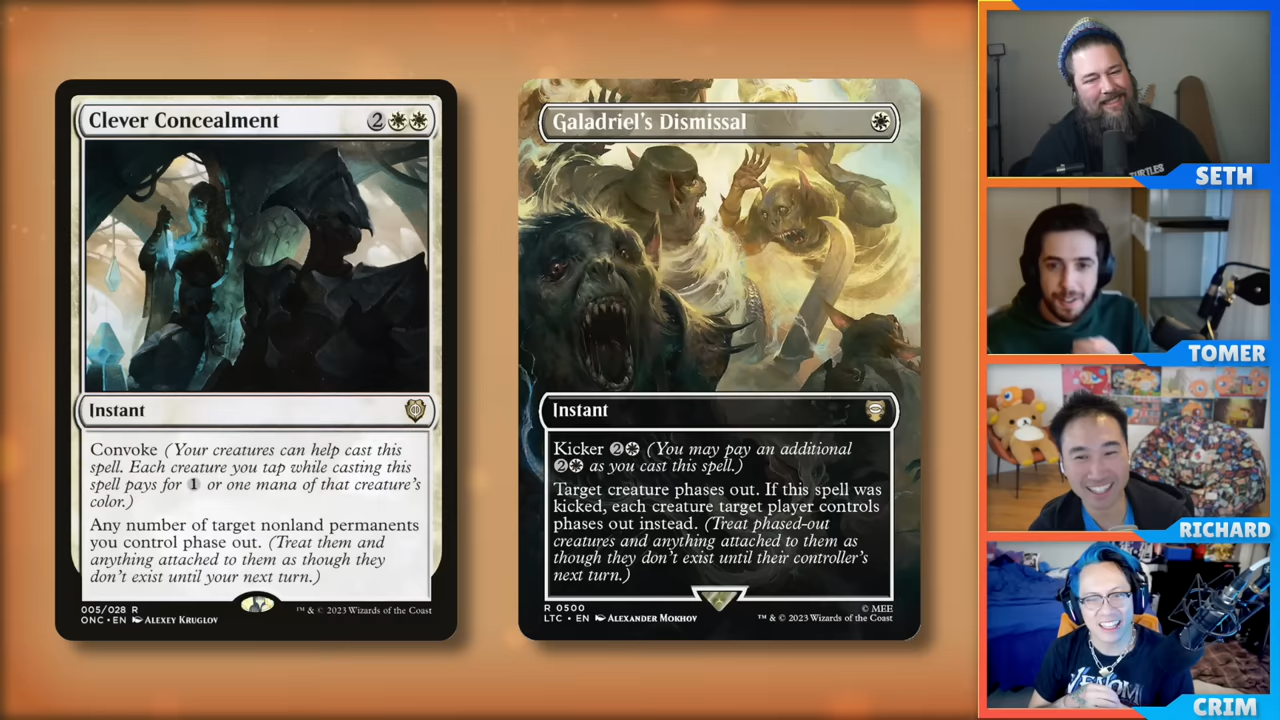 Clever Concealment 2
Instant
Convoke (Your creatures can help cast this
spell. Each creature you tap while casting this
spell pays for 1 or one mana of that creature's
color.)
Any number of target nonland permanents
you control phase out. (Treat them and
anything attached to them as though they
don't exist until your next turn.)
005/028 R
ONC • EN ALEXEY KRUGLOV
™ & © 2023 Wizards of the Coast
Galadriel's Dismissal
Instant
Kicker 2 (You may pay an additional
2 as you cast this spell.)
Target creature phases out. If this spell was
kicked, each creature target player controls
phases out instead. (Treat phased-out
creatures and anything attached to them as
though they don't exist until their controller's
next turn.)
R 0500
LTC • EN ALEXANDER MOKHOV
© MEE
™ & © 2023 Wizards of the Coast
TURTLES
SETH
TOMER
RICHARD
VENOM
CRIM